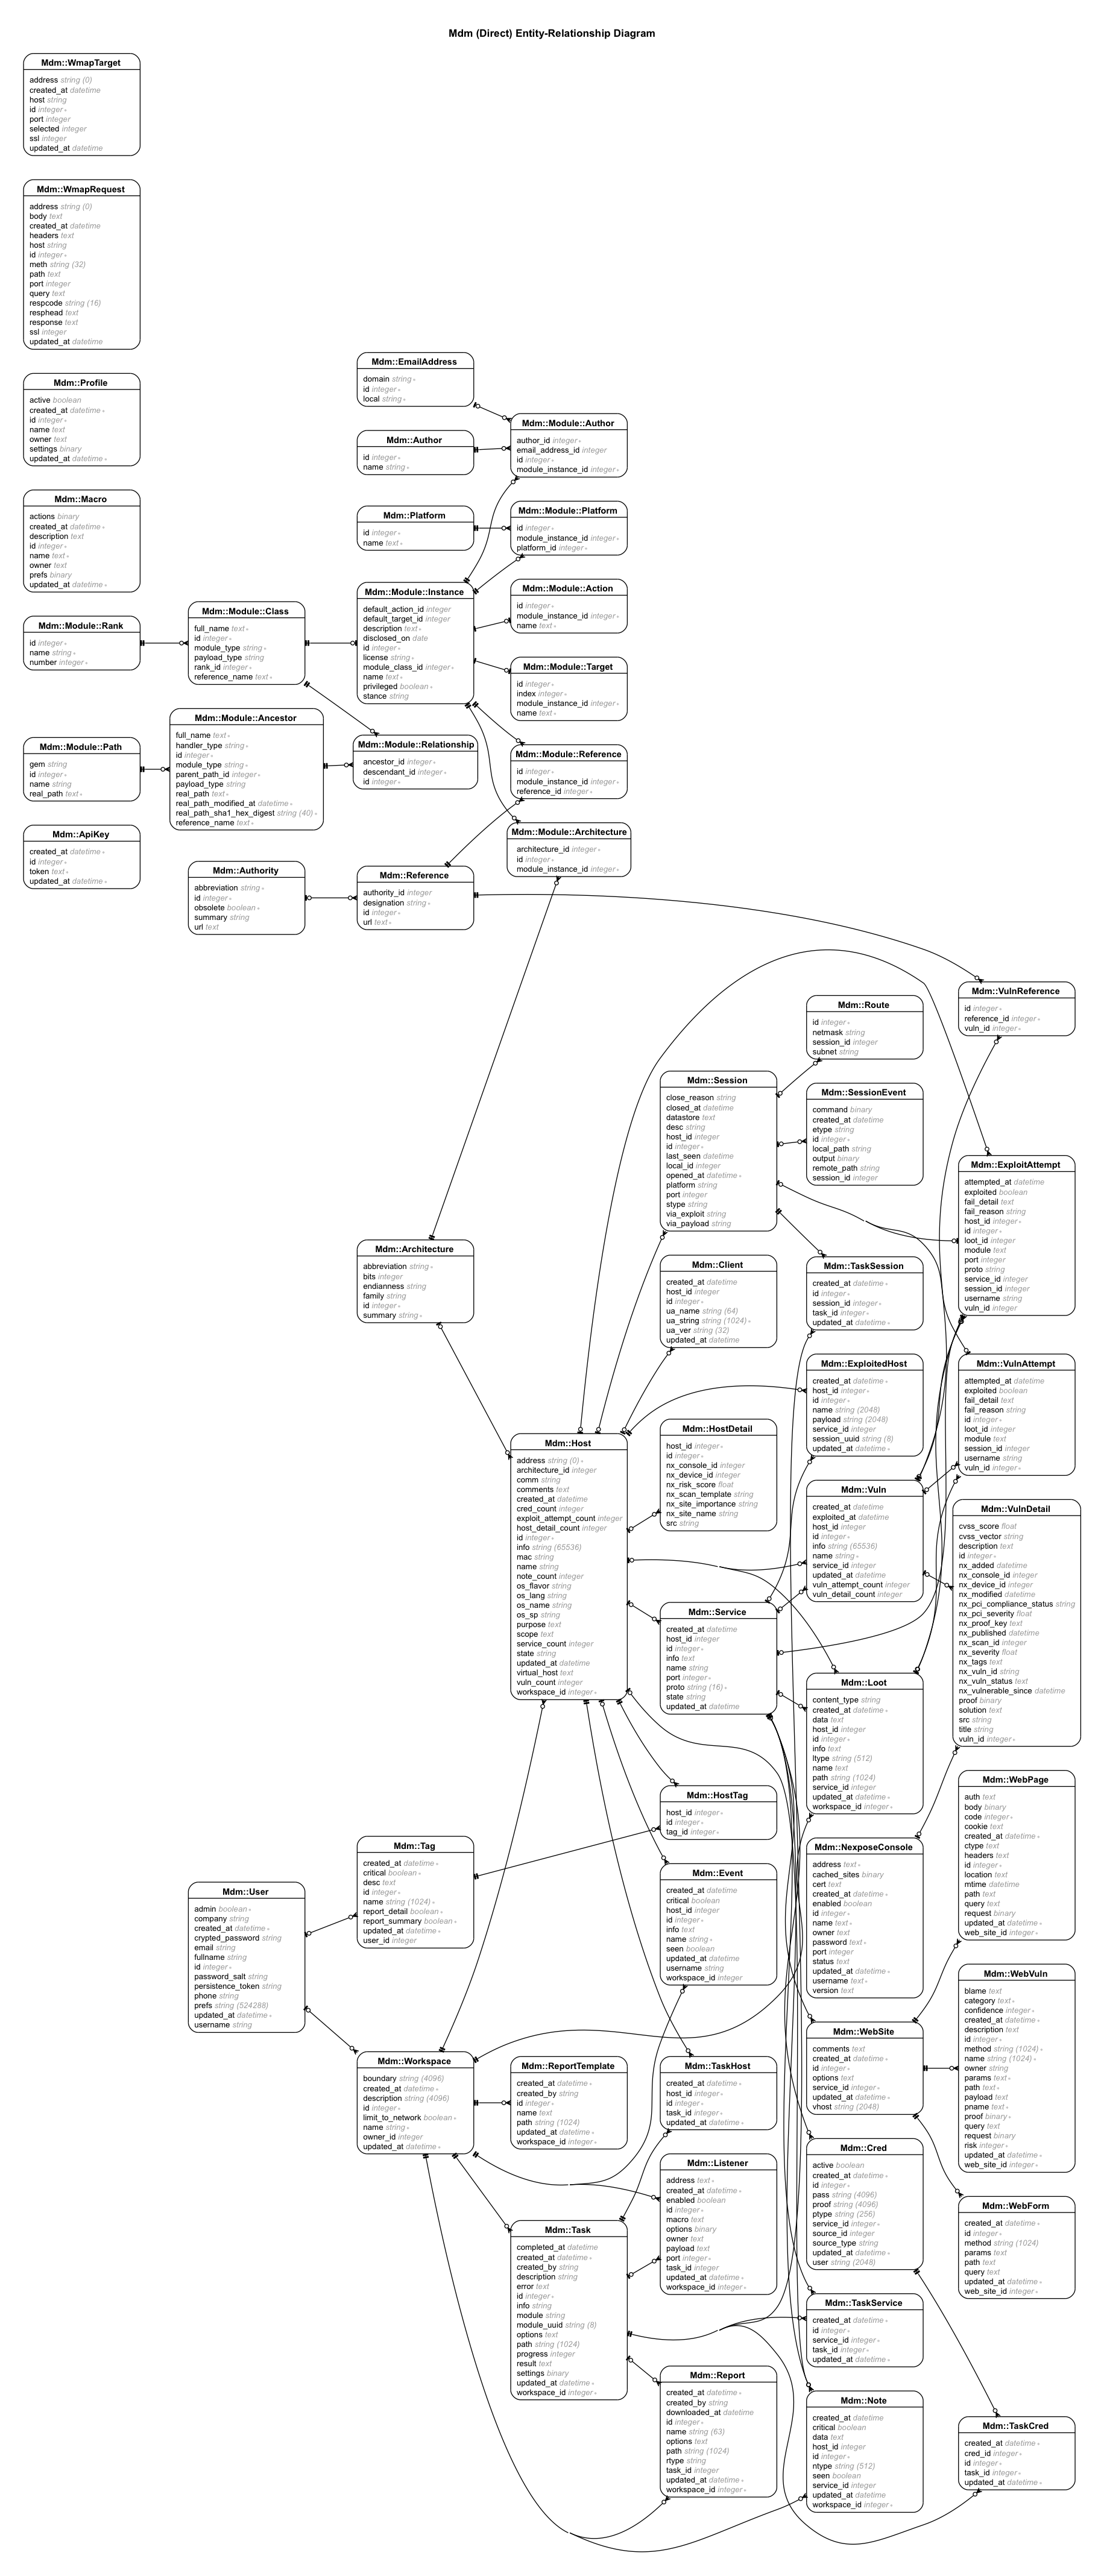 Mdm (Direct) Entity-Relationship Diagram
Mdm::WmapTarget
address string (0)
created_at datetime
host string
id integer *
port integer
selected integer
ssl integer
updated_at datetime
Mdm::WmapRequest
address string (0)
body text
created_at datetime
headers text
host string
id integer *
meth string (32)
path text
port integer
query text
respcode string (16)
resphead text
response text
ssl integer
updated_at datetime
Mdm::Profile
active boolean
created_at datetime *
id integer *
name text
owner text
settings binary
updated_at datetime *
Mdm::Macro
actions binary
created_at datetime *
description text
id integer *
name text *
owner text
prefs binary
updated_at datetime *
Mdm::Module::Rank
id integer *
name string *
number integer *
Mdm::Module::Path
gem string
id integer *
name string
real_path text *
Mdm::ApiKey
created_at datetime *
id integer *
token text *
updated_at datetime *
Mdm::Module::Class
full_name text *
id integer *
module_type string *
payload_type string
rank_id integer *
reference_name text *
Mdm::Module::Ancestor
full_name text *
handler_type string *
id integer *
module_type string *
parent_path_id integer *
payload_type string
real_path text *
real_path_modified_at datetime *
real_path_sha1_hex_digest string (40) *
reference_name text *
Mdm::Authority
abbreviation string *
id integer *
obsolete boolean *
summary string
url text
Mdm::EmailAddress
domain string *
id integer *
local string *
Mdm::Author
id integer *
name string *
Mdm::Platform
id integer *
name text *
Mdm::Module::Instance
default_action_id integer
default_target_id integer
description text *
disclosed_on date
id integer *
license string *
module_class_id integer *
name text *
privileged boolean *
stance string
Mdm::Module::Relationship
ancestor_id integer *
descendant_id integer *
id integer *
Mdm::Reference
authority_id integer
designation string *
id integer *
url text *
Mdm::Module::Author
author_id integer *
email_address_id integer
id integer *
module_instance_id integer *
Mdm::Module::Platform
id integer *
module_instance_id integer *
platform_id integer *
Mdm::Module::Action
id integer *
module_instance_id integer *
name text *
Mdm::Module::Target
id integer *
index integer *
module_instance_id integer *
name text *
Mdm::Module::Reference
id integer *
module_instance_id integer *
reference_id integer *
Mdm::Module::Architecture
architecture_id integer *
id integer *
module_instance_id integer *
Mdm::VulnReference
id integer *
reference_id integer *
vuln_id integer *
Mdm::Route
id integer *
netmask string
session_id integer
subnet string
Mdm::Session
close_reason string
closed_at datetime
datastore text
desc string
host_id integer
id integer *
last_seen datetime
local_id integer
opened_at datetime *
platform string
port integer
stype string
via_exploit string
via_payload string
Mdm::SessionEvent
command binary
created_at datetime
etype string
id integer *
local_path string
output binary
remote_path string
session_id integer
Mdm::ExploitAttempt
attempted_at datetime
exploited boolean
fail_detail text
fail_reason string
host_id integer *
id integer *
loot_id integer
module text
port integer
proto string
service_id integer
session_id integer
username string
vuln_id integer
Mdm::Architecture
abbreviation string *
bits integer
endianness string
family string
id integer *
summary string *
Mdm::Client
created_at datetime
host_id integer
id integer *
ua_name string (64)
ua_string string (1024) *
ua_ver string (32)
updated_at datetime
Mdm::TaskSession
created_at datetime *
id integer *
session_id integer *
task_id integer *
updated_at datetime *
Mdm::ExploitedHost
created_at datetime *
host_id integer *
id integer *
name string (2048)
payload string (2048)
service_id integer
session_uuid string (8)
updated_at datetime *
Mdm::VulnAttempt
attempted_at datetime
exploited boolean
fail_detail text
fail_reason string
id integer *
loot_id integer
module text
session_id integer
username string
vuln_id integer *
Mdm::Host
address string (0) *
architecture_id integer
comm string
comments text
created_at datetime
cred_count integer
exploit_attempt_count integer
host_detail_count integer
id integer *
info string (65536)
mac string
name string
note_count integer
os_flavor string
os_lang string
os_name string
os_sp string
purpose text
scope text
service_count integer
state string
updated_at datetime
virtual_host text
vuln_count integer
workspace_id integer *
Mdm::HostDetail
host_id integer *
id integer *
nx_console_id integer
nx_device_id integer
nx_risk_score float
nx_scan_template string
nx_site_importance string
nx_site_name string
src string
Mdm::Vuln
created_at datetime
exploited_at datetime
host_id integer
id integer *
info string (65536)
name string *
service_id integer
updated_at datetime
vuln_attempt_count integer
vuln_detail_count integer
Mdm::VulnDetail
cvss_score float
cvss_vector string
description text
id integer *
nx_added datetime
nx_console_id integer
nx_device_id integer
nx_modified datetime
nx_pci_compliance_status string
nx_pci_severity float
nx_proof_key text
nx_published datetime
nx_scan_id integer
nx_severity float
nx_tags text
nx_vuln_id string
nx_vuln_status text
nx_vulnerable_since datetime
proof binary
solution text
src string
title string
vuln_id integer *
Mdm::Service
created_at datetime
host_id integer
id integer *
info text
name string
port integer *
proto string (16) *
state string
updated_at datetime
Mdm::Loot
content_type string
created_at datetime *
data text
host_id integer
id integer *
info text
ltype string (512)
name text
path string (1024)
service_id integer
updated_at datetime *
workspace_id integer *
Mdm::HostTag
host_id integer *
id integer *
tag_id integer *
Mdm::WebPage
auth text
body binary
code integer *
cookie text
created_at datetime *
ctype text
headers text
id integer *
location text
mtime datetime
path text
query text
request binary
updated_at datetime *
web_site_id integer *
Mdm::Tag
created_at datetime *
critical boolean *
desc text
id integer *
name string (1024) *
report_detail boolean *
report_summary boolean *
updated_at datetime *
user_id integer
Mdm::User
admin boolean *
company string
created_at datetime *
crypted_password string
email string
fullname string
id integer *
password_salt string
persistence_token string
phone string
prefs string (524288)
updated_at datetime *
username string
Mdm::Event
created_at datetime
critical boolean
host_id integer
id integer *
info text
name string *
seen boolean
updated_at datetime
username string
workspace_id integer
Mdm::NexposeConsole
address text *
cached_sites binary
cert text
created_at datetime *
enabled boolean
id integer *
name text *
owner text
password text *
port integer
status text
updated_at datetime *
username text *
version text
Mdm::WebVuln
blame text
category text *
confidence integer *
created_at datetime *
description text
id integer *
method string (1024) *
name string (1024) *
owner string
params text *
path text *
payload text
pname text *
proof binary *
query text
request binary
risk integer *
updated_at datetime *
web_site_id integer *
Mdm::WebSite
comments text
created_at datetime *
id integer *
options text
service_id integer *
updated_at datetime *
vhost string (2048)
Mdm::Workspace
boundary string (4096)
created_at datetime *
description string (4096)
id integer *
limit_to_network boolean *
name string *
owner_id integer
updated_at datetime *
Mdm::ReportTemplate
created_at datetime *
created_by string
id integer *
name text
path string (1024)
updated_at datetime *
workspace_id integer *
Mdm::TaskHost
created_at datetime *
host_id integer *
id integer *
task_id integer *
updated_at datetime *
Mdm::Cred
active boolean
created_at datetime *
id integer *
pass string (4096)
proof string (4096)
ptype string (256)
service_id integer *
source_id integer
source_type string
updated_at datetime *
user string (2048)
Mdm::Listener
address text *
created_at datetime *
enabled boolean
id integer *
macro text
options binary
owner text
payload text
port integer *
task_id integer
updated_at datetime *
workspace_id integer *
Mdm::WebForm
created_at datetime *
id integer *
method string (1024)
params text
path text
query text
updated_at datetime *
web_site_id integer *
Mdm::Task
completed_at datetime
created_at datetime *
created_by string
description string
error text
id integer *
info string
module string
module_uuid string (8)
options text
path string (1024)
progress integer
result text
settings binary
updated_at datetime *
workspace_id integer *
Mdm::TaskService
created_at datetime *
id integer *
service_id integer *
task_id integer *
updated_at datetime *
Mdm::Report
created_at datetime *
created_by string
downloaded_at datetime
id integer *
name string (63)
options text
path string (1024)
rtype string
task_id integer
updated_at datetime *
workspace_id integer *
Mdm::Note
created_at datetime
critical boolean
data text
host_id integer
id integer *
ntype string (512)
seen boolean
service_id integer
updated_at datetime
workspace_id integer *
Mdm::TaskCred
created_at datetime *
cred_id integer *
id integer *
task_id integer *
updated_at datetime *